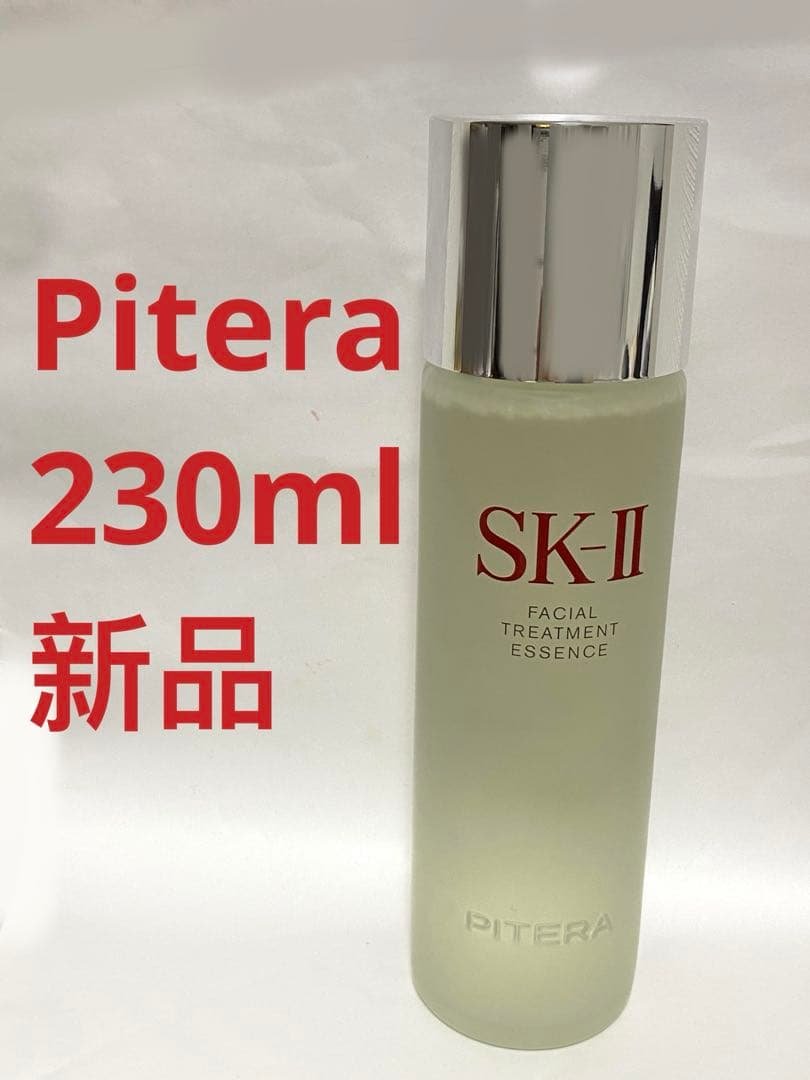 Pitera
230ml
新品
SK-II
FACIAL
TREATMENT
ESSENCE
PITERA